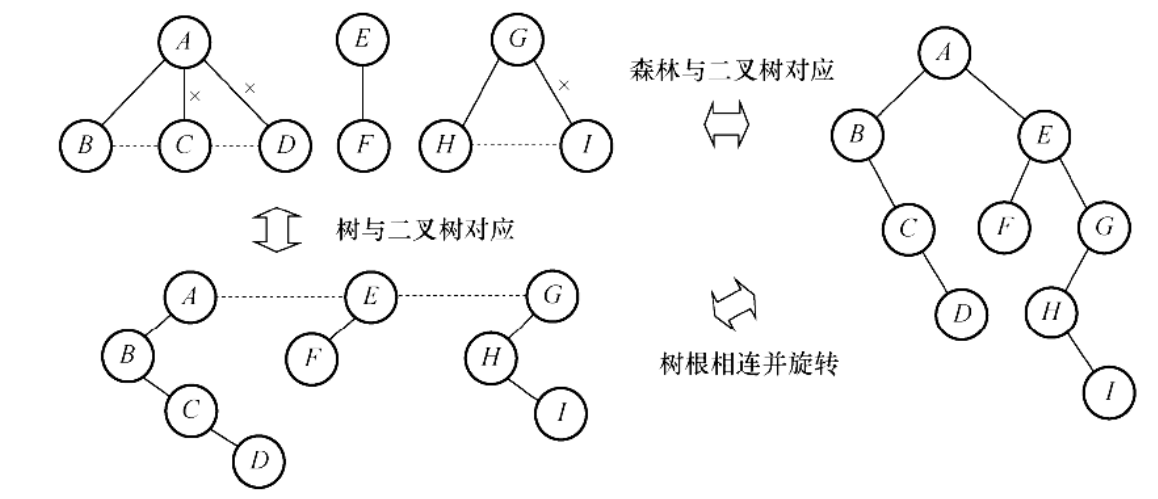 A E G
× × ×
B C D F H I
森林与二叉树对应
A
B E
C F G
D H
I
树与二叉树对应
A E G
B F H
C I
D
树根相连并旋转